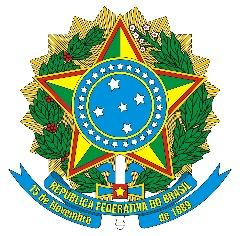 REPÚBLICA FEDERATIVA DO BRASIL
15 de Novembro
de 1889